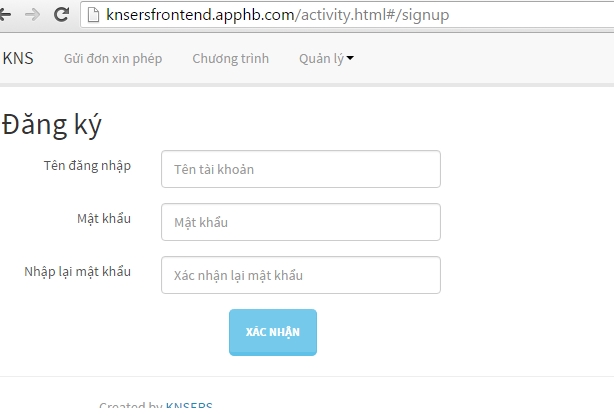 knsersfrontend.apphb.com/activity.html#/signup
KNS Gửi đơn xin phép Chương trình Quản lý
Đăng ký
Tên đăng nhập Tên tài khoản
Mật khẩu Mật khẩu
Nhập lại mật khẩu Xác nhận lại mật khẩu
XÁC NHẬN
Created by KNSERS